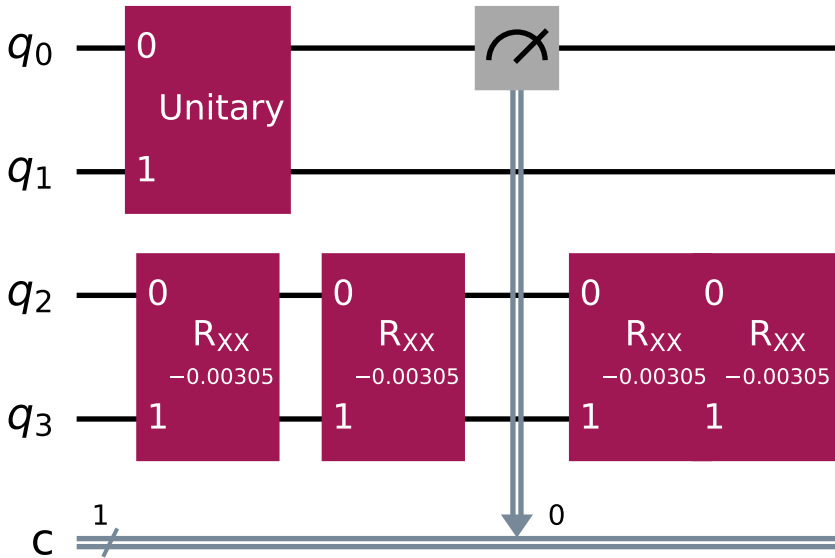 q0 0
Unitary
q1 1
q2 0 0 0 0
RXX RXX RXX RXX
−0.00305 −0.00305 −0.00305 −0.00305
q3 1 1 1 1
1 0
c